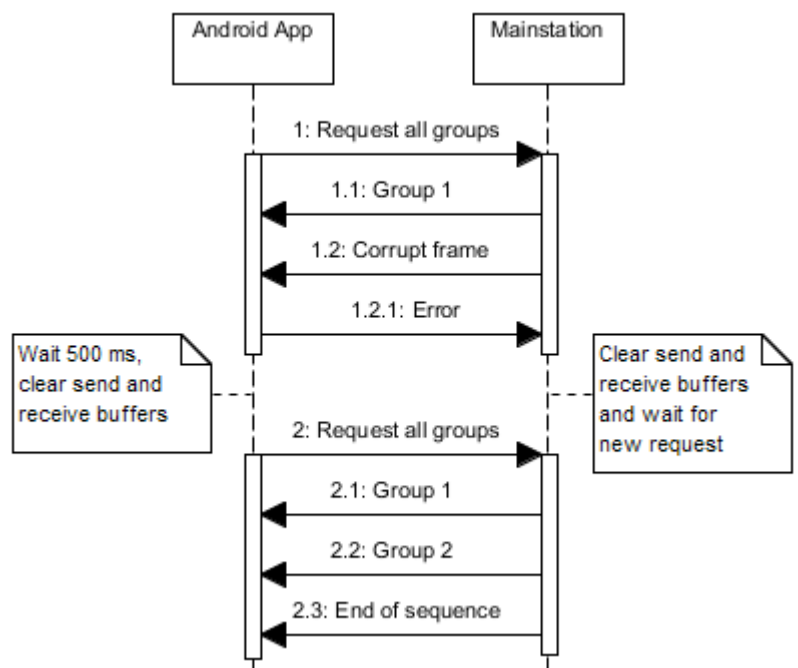 Android App
Mainstation
1: Request all groups
1.1: Group 1
1.2: Corrupt frame
1.2.1: Error
Wait 500 ms,
clear send and
receive buffers
Clear send and
receive buffers
and wait for
new request
2: Request all groups
2.1: Group 1
2.2: Group 2
2.3: End of sequence